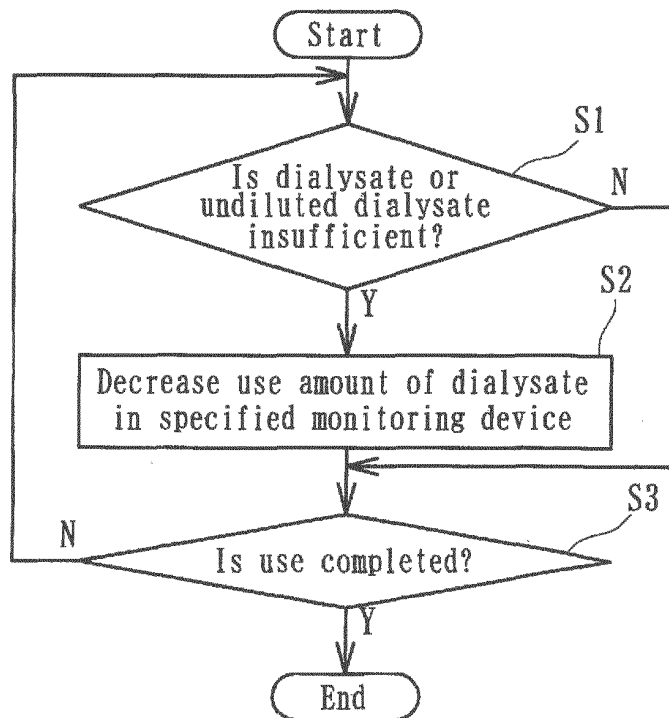 Start
S1
Is dialysate or
undiluted dialysate
insufficient?
N
Y
S2
Decrease use amount of dialysate
in specified monitoring device
S3
N
Is use completed?
Y
End